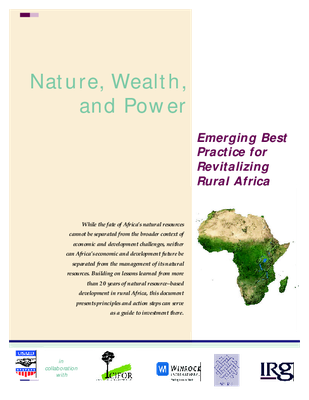 Nature, Wealth,
and Power
Emerging Best
Practice for
Revitalizing
Rural Africa
While the fate of Africa's natural resources
cannot be separated from the broader context of
economic and development challenges, neither
can Africa's economic and development future be
separated from the management of its natural
resources. Building on lessons learned from more
than 20 years of natural resource-based
development in rural Africa, this document
presents principles and action steps can serve
as a guide to investment there.
in
collaboration
with
CIFOR
WINROCK
INTERNATIONAL
IRG